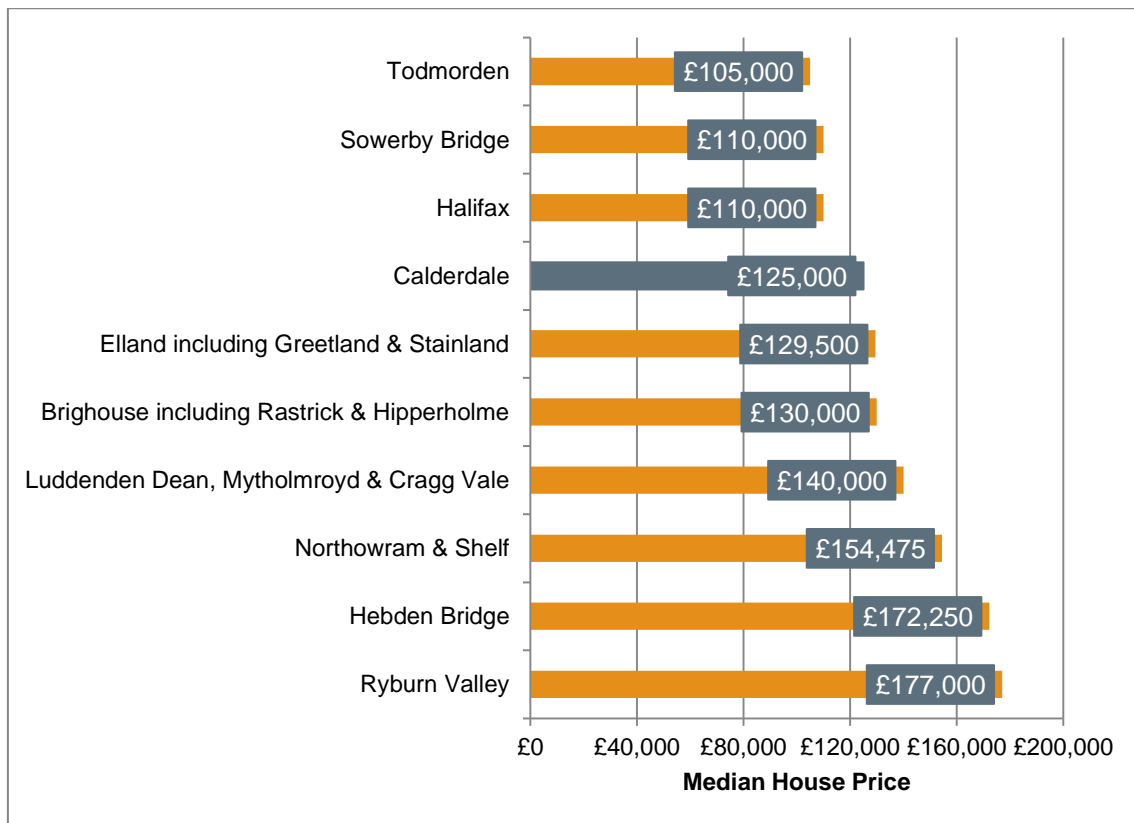 Todmorden £105,000
Sowerby Bridge £110,000
Halifax £110,000
Calderdale £125,000
Elland including Greetland & Stainland £129,500
Brighouse including Rastrick & Hipperholme £130,000
Luddenden Dean, Mytholmroyd & Cragg Vale £140,000
Northowram & Shelf £154,475
Hebden Bridge £172,250
Ryburn Valley £177,000
£0 £40,000 £80,000 £120,000 £160,000 £200,000
Median House Price